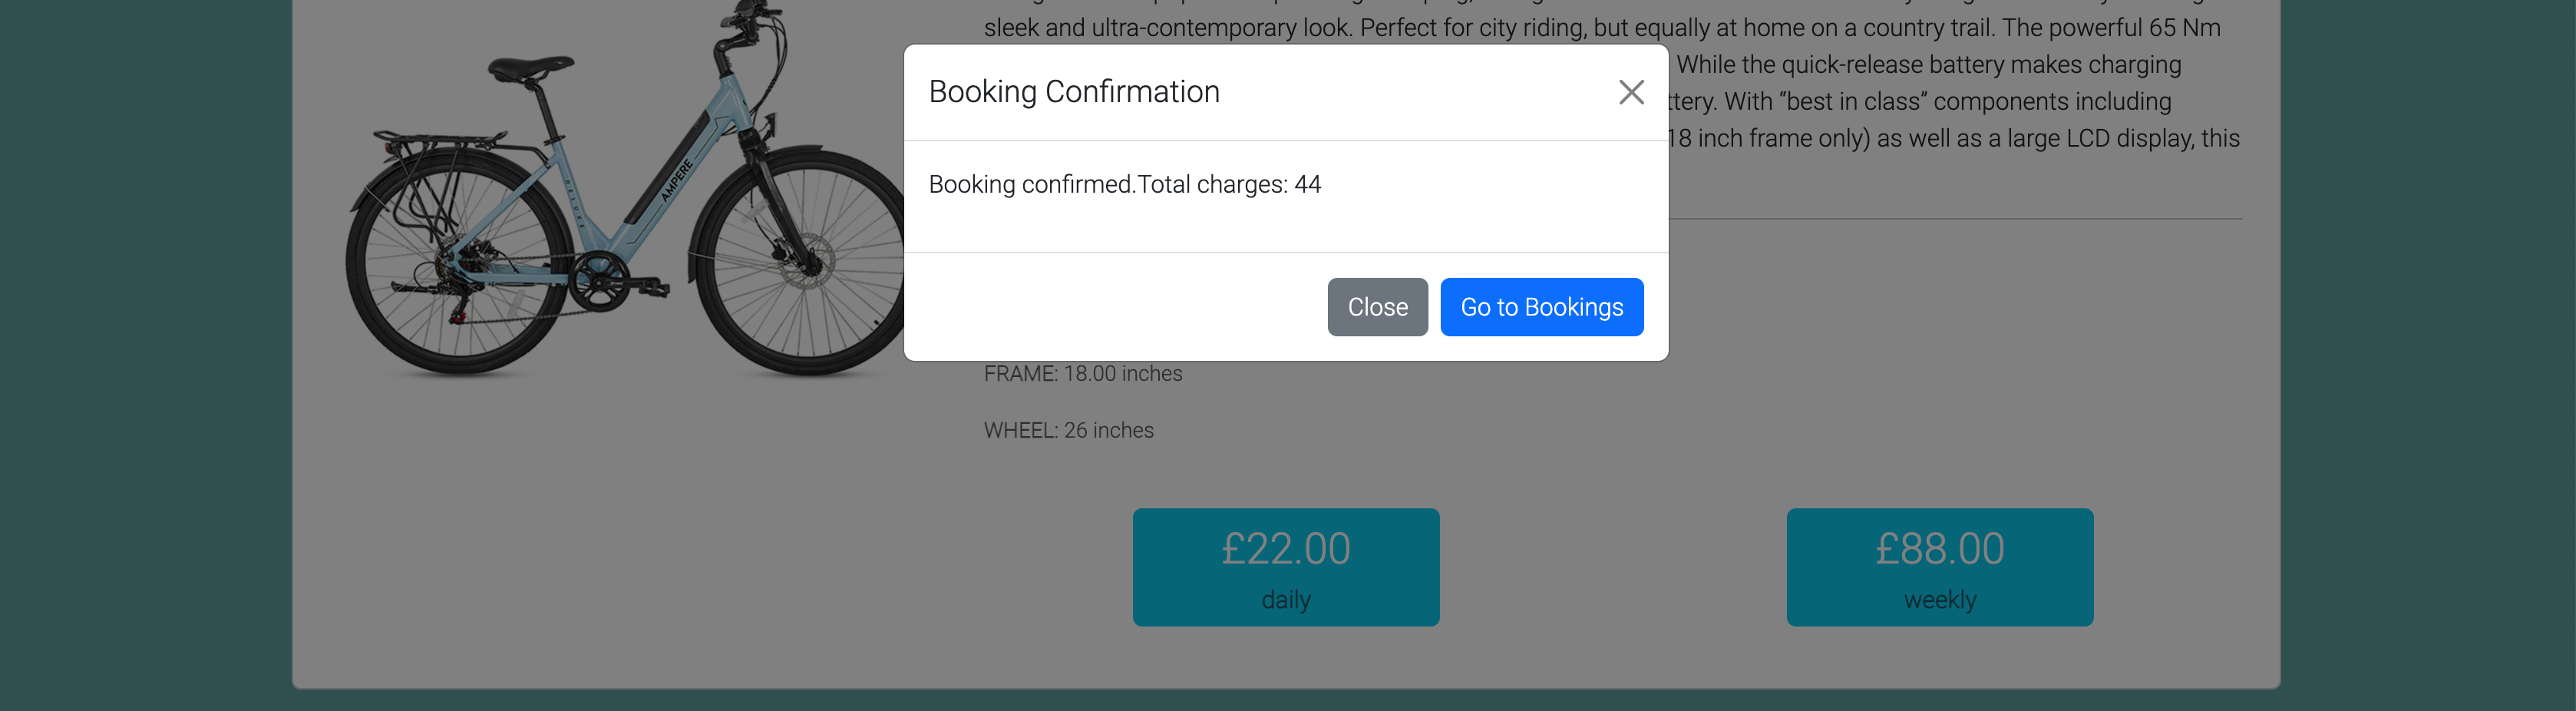 sleek and ultra-contemporary look. Perfect for city riding, but equally at home on a country trail. The powerful 65 Nm
Booking Confirmation
While the quick-release battery makes charging
ttery. With “best in class” components including
18 inch frame only) as well as a large LCD display, this
Booking confirmed.Total charges: 44
Close
Go to Bookings
AMPERE
DELUXE
FRAME: 18.00 inches
WHEEL: 26 inches
£22.00
daily
£88.00
weekly